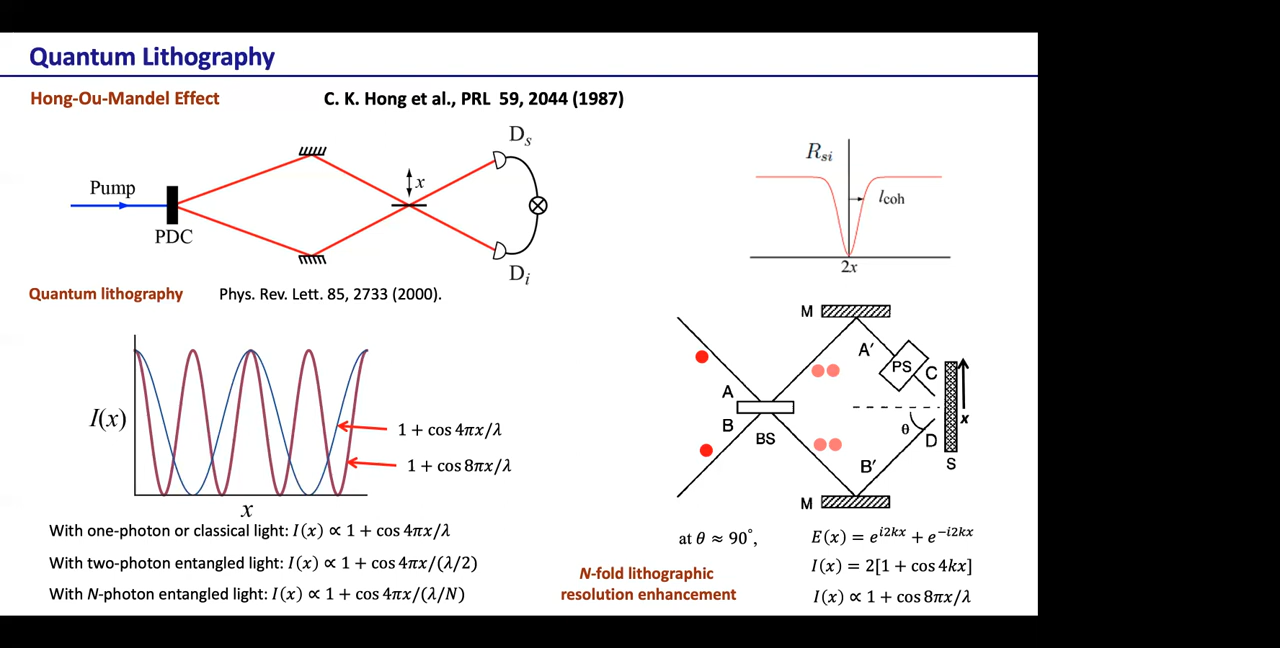 Quantum Lithography
Hong-Ou-Mandel Effect
C. K. Hong et al., PRL 59, 2044 (1987)
Pump
PDC
x
Dₛ
Dᵢ
Rₛᵢ
l_coh
2x
Quantum lithography
Phys. Rev. Lett. 85, 2733 (2000).
I(x)
1 + cos 4πx/λ
1 + cos 8πx/λ
x
M
A′
PS
C
A
B
BS
θ
D
x
B′
S
M
With one-photon or classical light: I(x) ∝ 1 + cos 4πx/λ
With two-photon entangled light: I(x) ∝ 1 + cos 4πx/(λ/2)
With N-photon entangled light: I(x) ∝ 1 + cos 4πx/(λ/N)
N-fold lithographic
resolution enhancement
at θ ≈ 90°,
E(x) = e^{i2kx} + e^{−i2kx}
I(x) = 2[1 + cos 4kx]
I(x) ∝ 1 + cos 8πx/λ